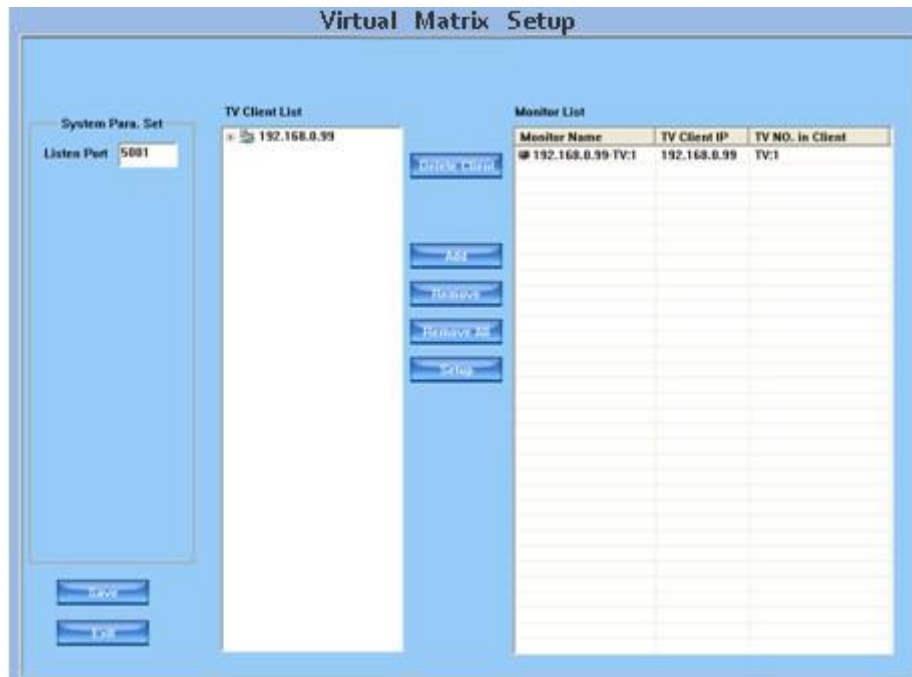 Virtual Matrix Setup
System Para. Set
Listen Port 5001
TV Client List
192.168.0.99
Delete Client
Add
Remove
Remove All
Setup
Monitor List
Monitor Name TV Client IP TV NO. in Client
192.168.0.99-TV:1 192.168.0.99 TV:1
Save
Exit